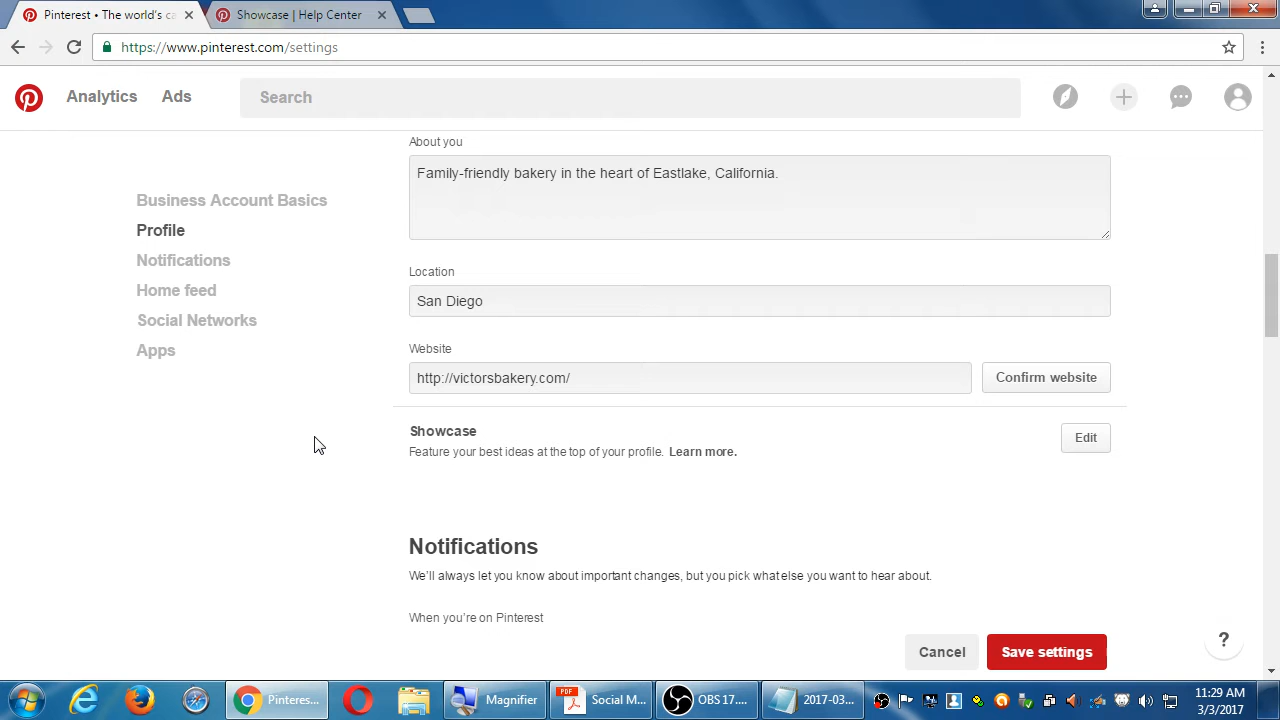 Pinterest • The world's ca
Showcase | Help Center
https://www.pinterest.com/settings
Analytics
Ads
Search
About you
Family-friendly bakery in the heart of Eastlake, California.
Business Account Basics
Profile
Notifications
Home feed
Social Networks
Apps
Location
San Diego
Website
http://victorsbakery.com/
Confirm website
Showcase
Edit
Feature your best ideas at the top of your profile. Learn more.
Notifications
We'll always let you know about important changes, but you pick what else you want to hear about.
When you're on Pinterest
Cancel
Save settings
?
Pinteres...
Magnifier
PDF
Social M...
OBS 17....
2017-03...
11:29 AM
3/3/2017